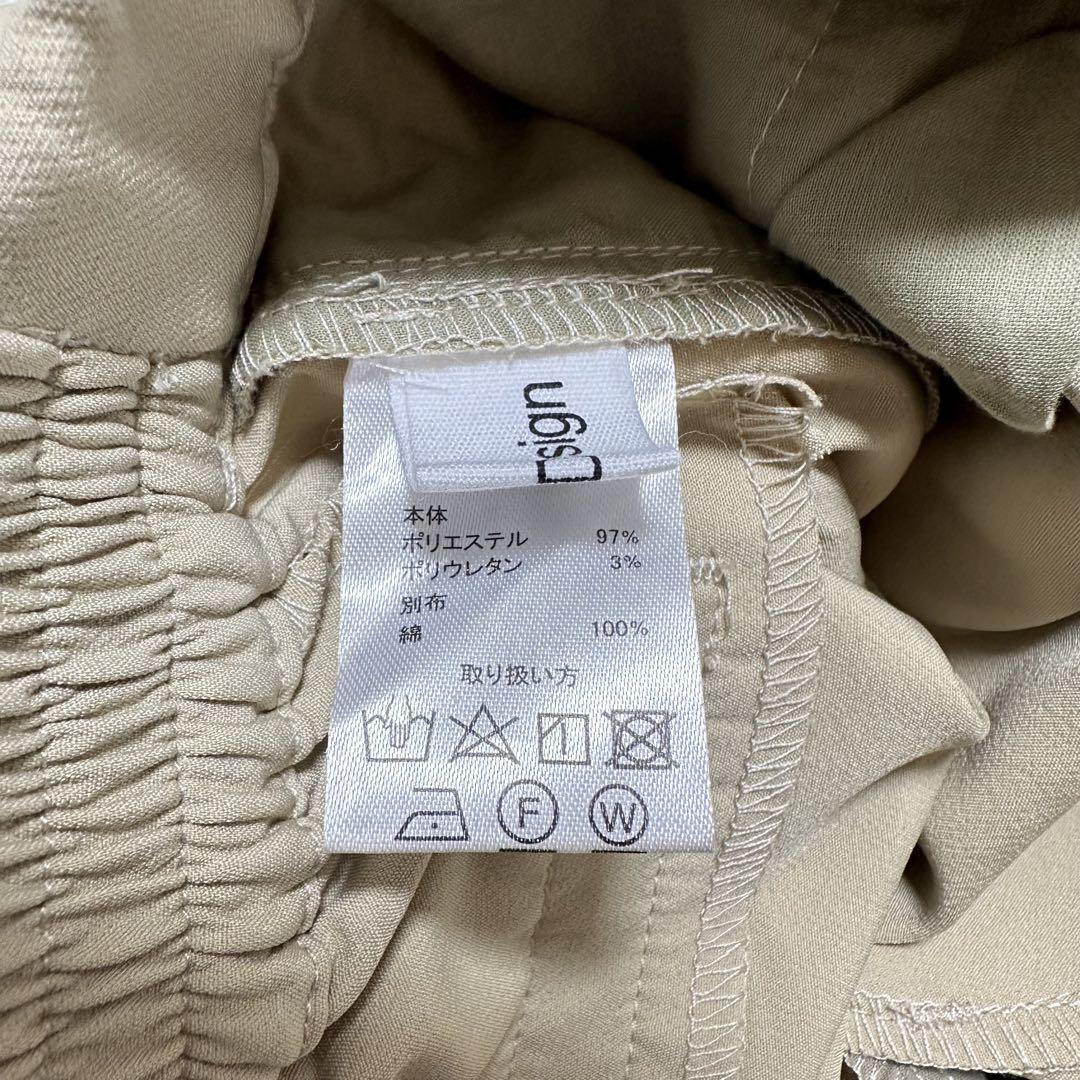 sign
本体
ポリエステル 97%
ポリウレタン 3%
別布
綿 100%
取り扱い方
F
W